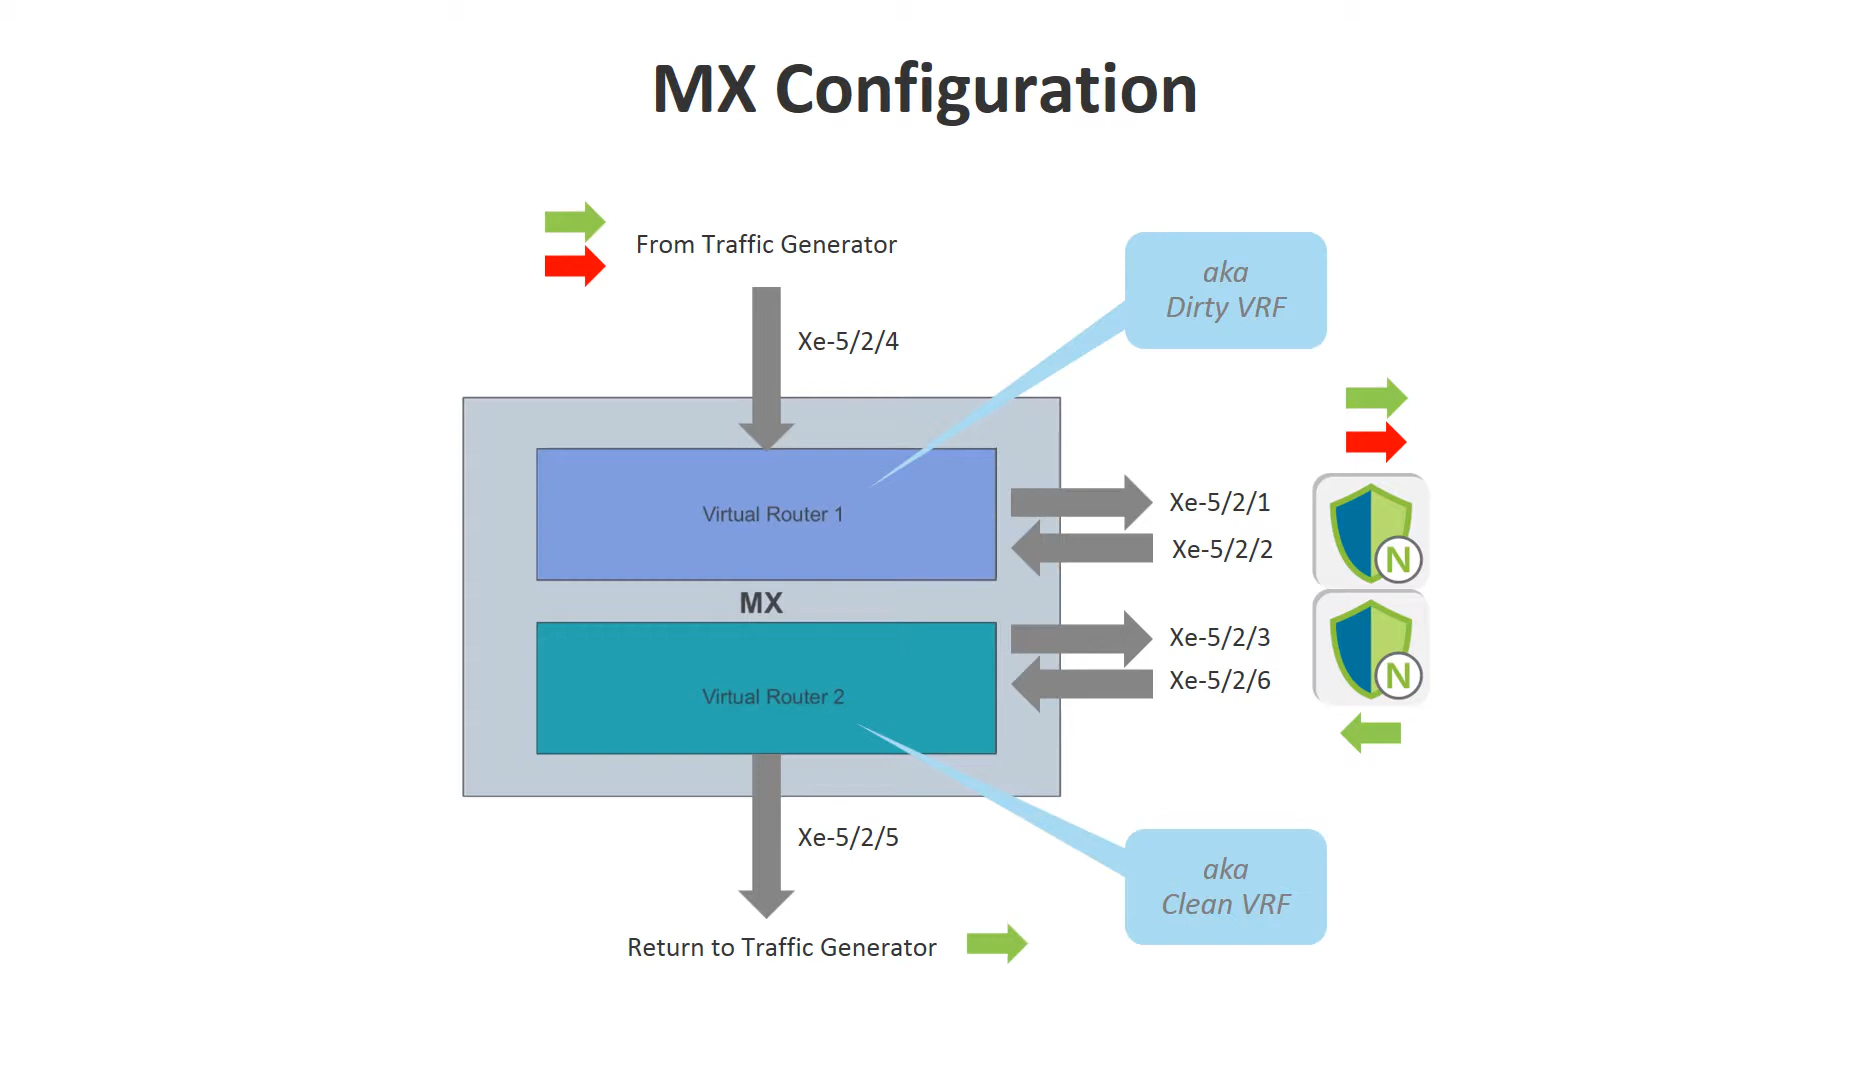 MX Configuration
From Traffic Generator
aka
Dirty VRF
Xe-5/2/4
Virtual Router 1
Xe-5/2/1
Xe-5/2/2
N
MX
Xe-5/2/3
Xe-5/2/6
N
Virtual Router 2
Xe-5/2/5
aka
Clean VRF
Return to Traffic Generator